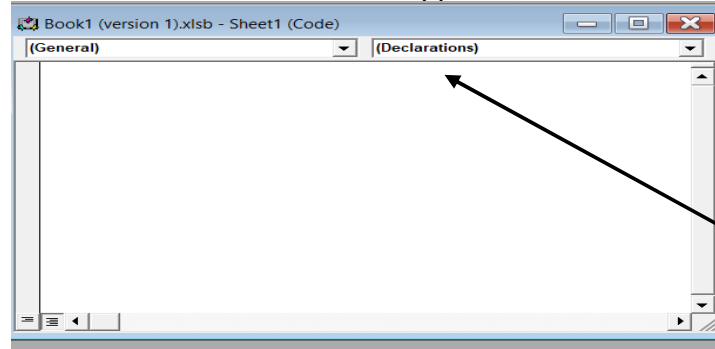 Book1 (version 1).xlsb - Sheet1 (Code)
(General) (Declarations)